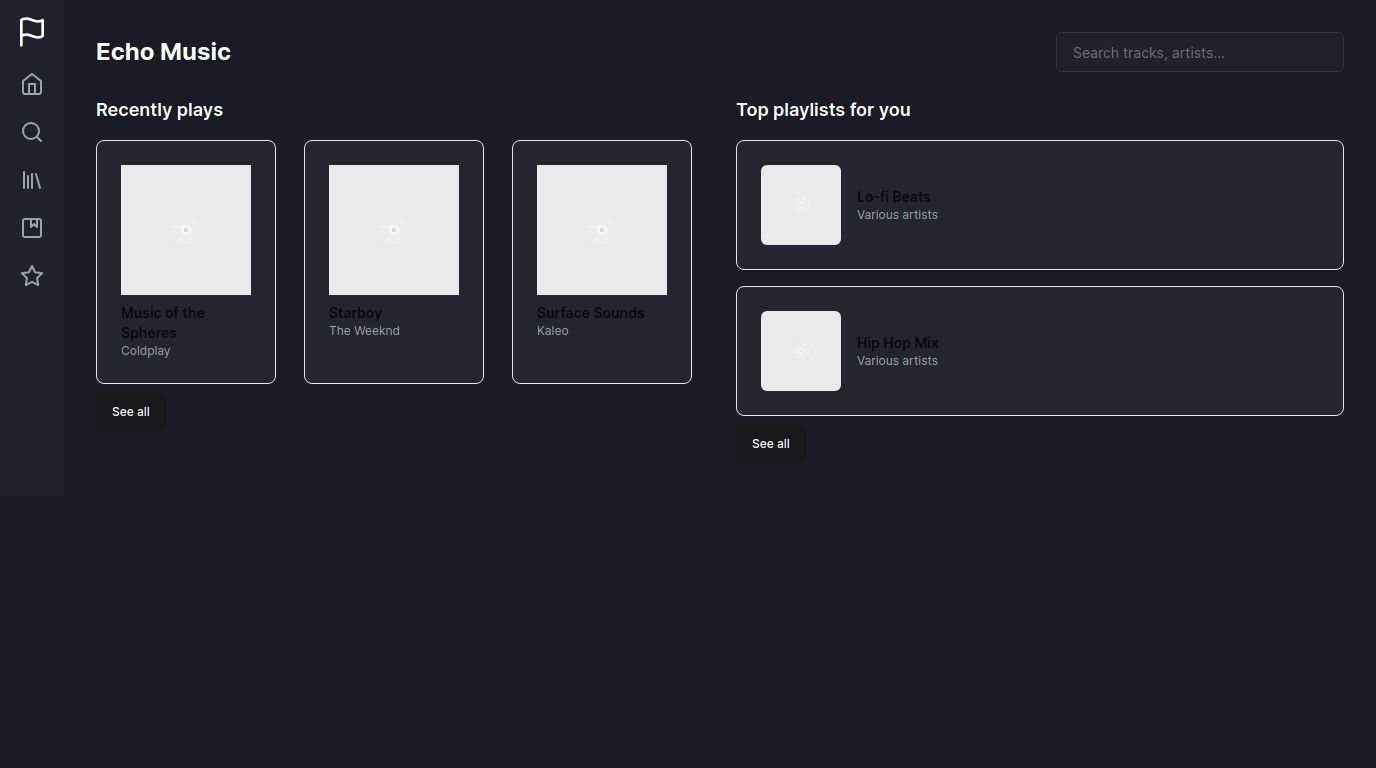 Echo Music
Search tracks, artists...
Recently plays
Top playlists for you
Music of the
Spheres
Coldplay
Starboy
The Weeknd
Surface Sounds
Kaleo
See all
Lo-fi Beats
Various artists
Hip Hop Mix
Various artists
See all